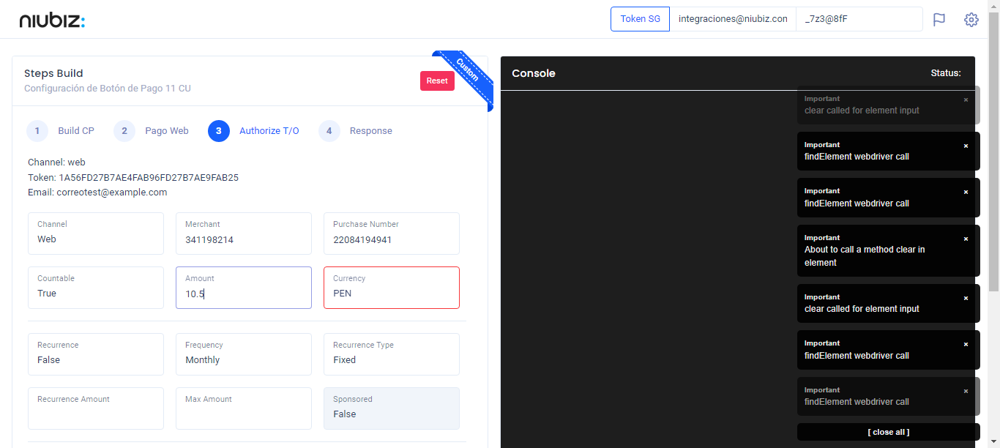 niubiz:
Token SG
integraciones@niubiz.con
_7z3@8fF
Steps Build
Configuración de Botón de Pago 11 CU
Reset
Custom
1 Build CP
2 Pago Web
3 Authorize T/O
4 Response
Channel: web
Token: 1A56FD27B7AE4FAB96FD27B7AE9FAB25
Email: correotest@example.com
Channel
Web
Merchant
341198214
Purchase Number
22084194941
Countable
True
Amount
10.5
Currency
PEN
Recurrence
False
Frequency
Monthly
Recurrence Type
Fixed
Recurrence Amount
Max Amount
Sponsored
False
Console
Status:
Important ×
clear called for element input
Important ×
findElement webdriver call
Important ×
findElement webdriver call
Important ×
About to call a method clear in
element
Important ×
clear called for element input
Important ×
findElement webdriver call
Important ×
findElement webdriver call
[ close all ]